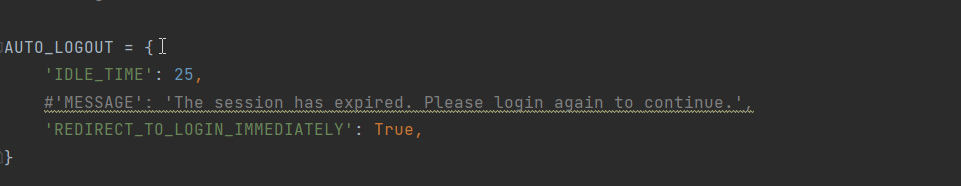 AUTO_LOGOUT = {
'IDLE_TIME': 25,
#'MESSAGE': 'The session has expired. Please login again to continue.',
'REDIRECT_TO_LOGIN_IMMEDIATELY': True,
}